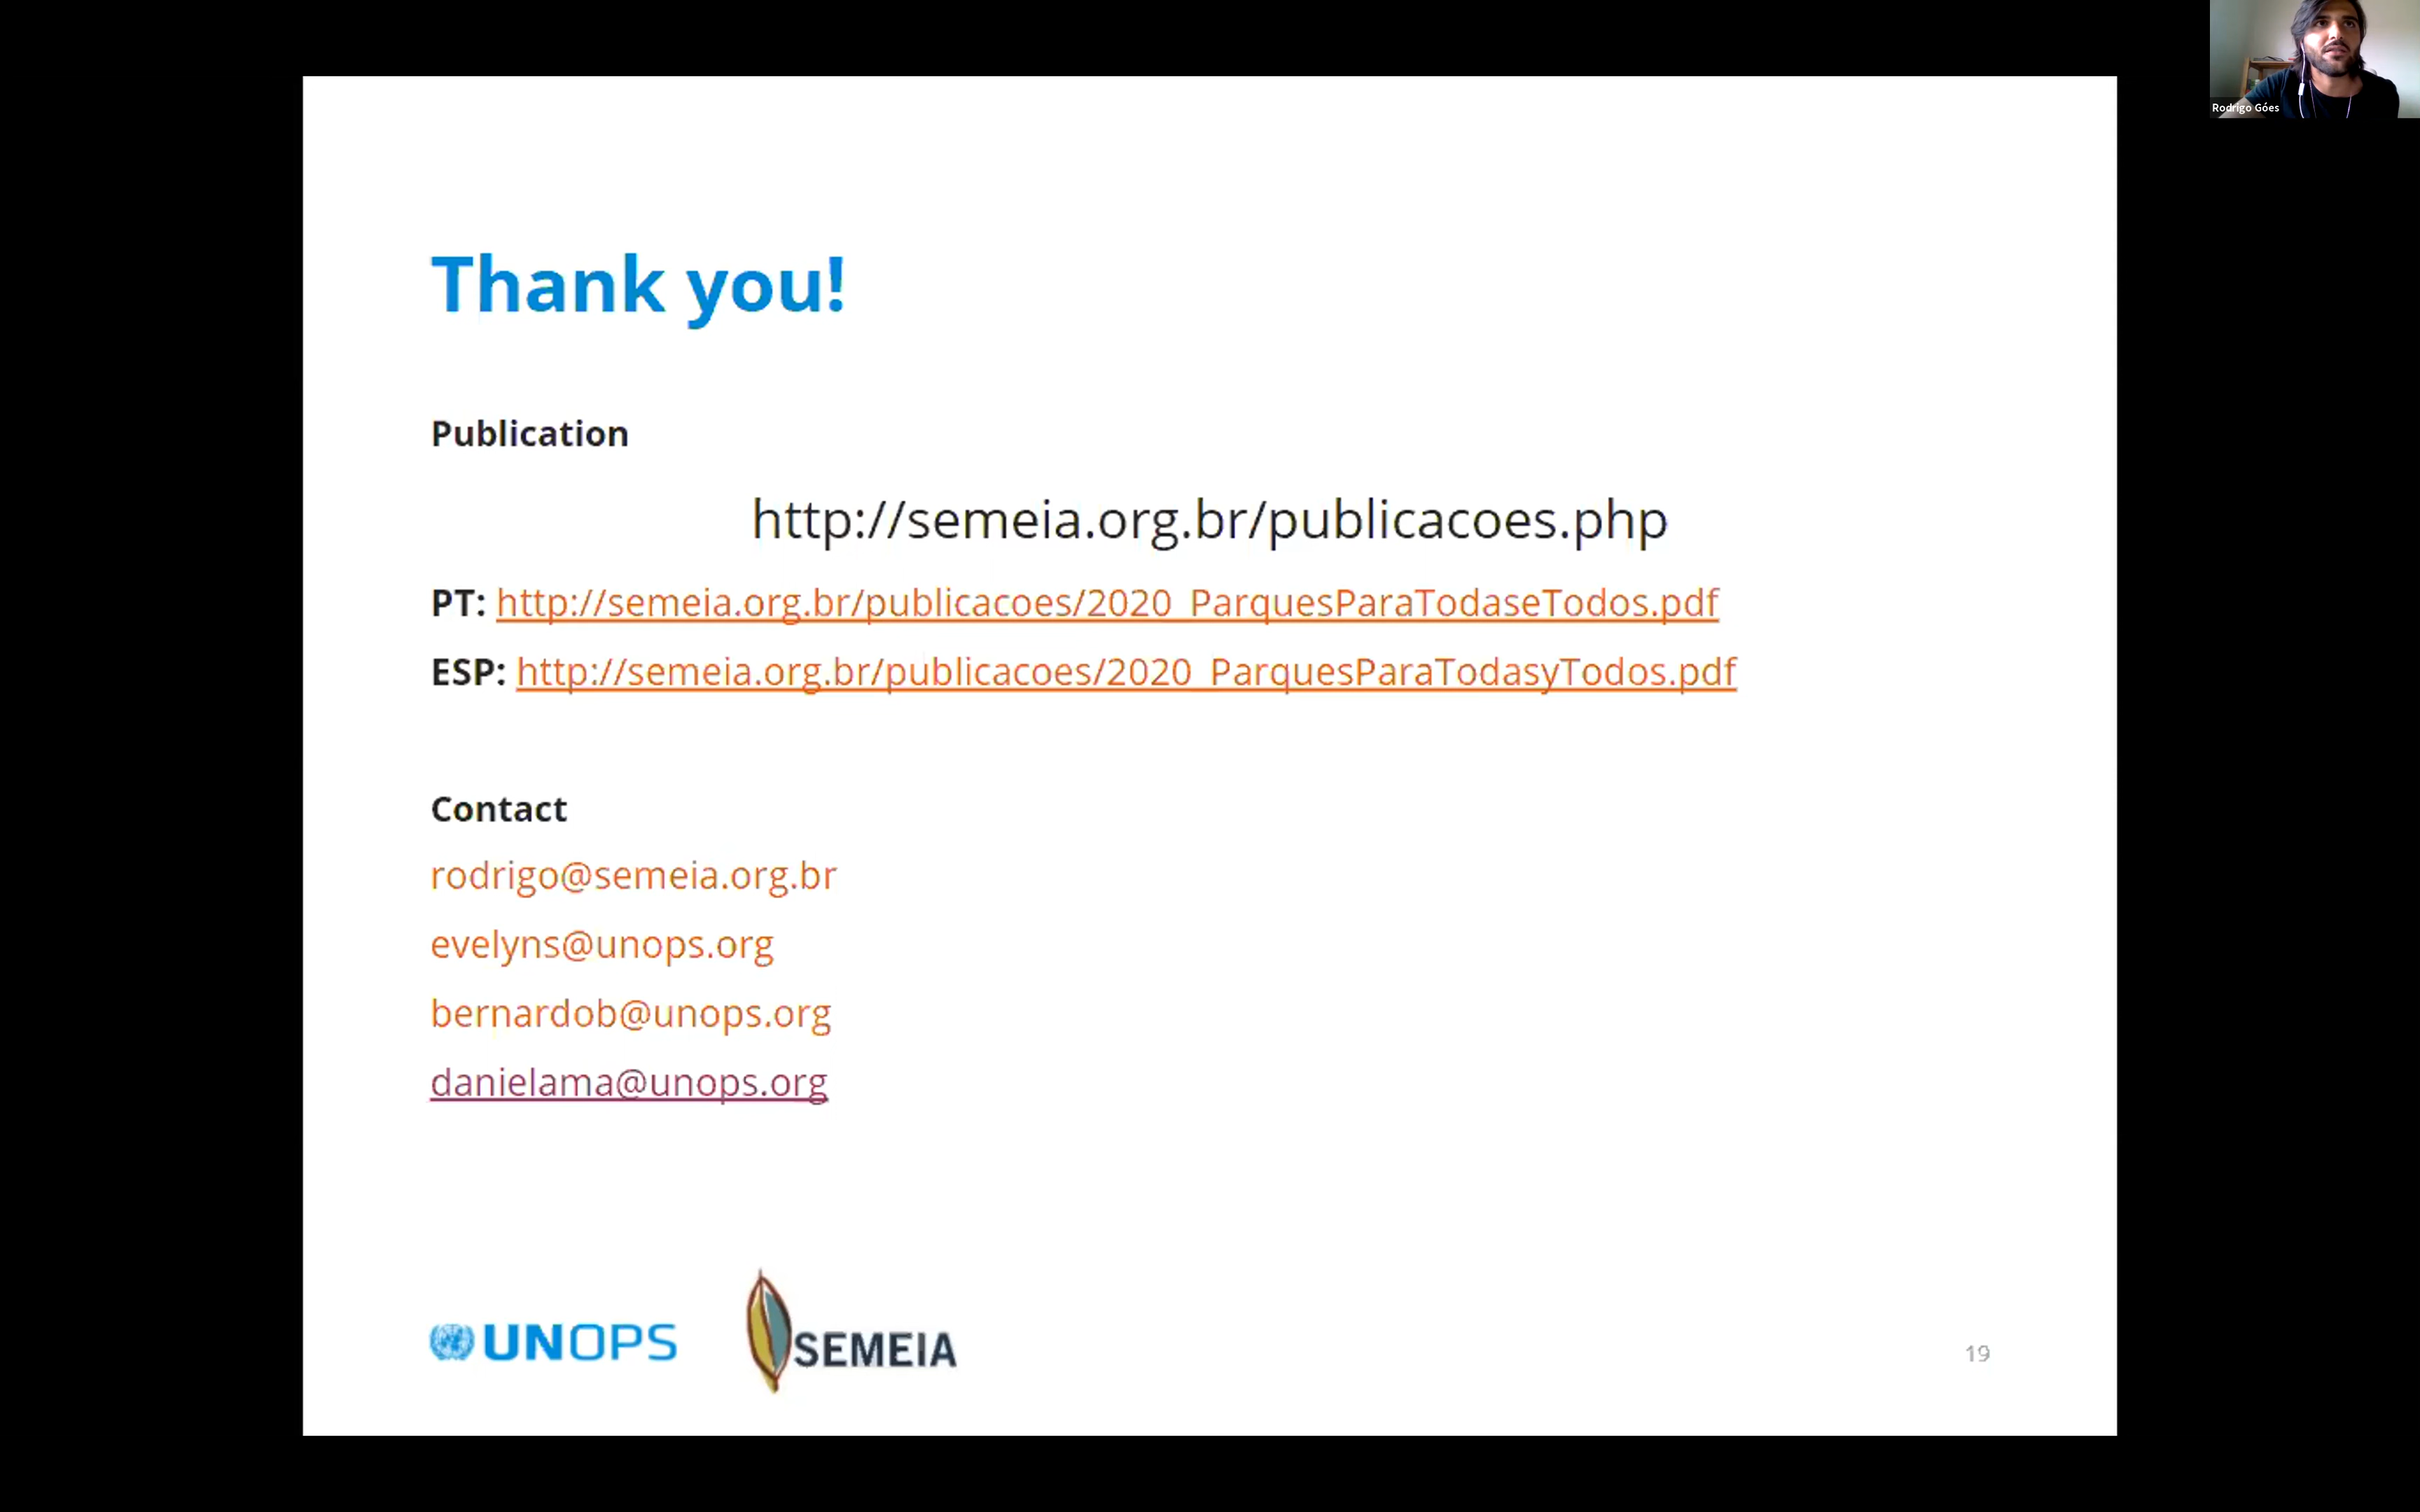 Thank you!
Publication
http://semeia.org.br/publicacoes.php
PT: http://semeia.org.br/publicacoes/2020_ParquesParaTodaseTodos.pdf
ESP: http://semeia.org.br/publicacoes/2020_ParquesParaTodasyTodos.pdf
Contact
rodrigo@semeia.org.br
evelyns@unops.org
bernardob@unops.org
danielama@unops.org
UNOPS
SEMEIA
19
Rodrigo Góes